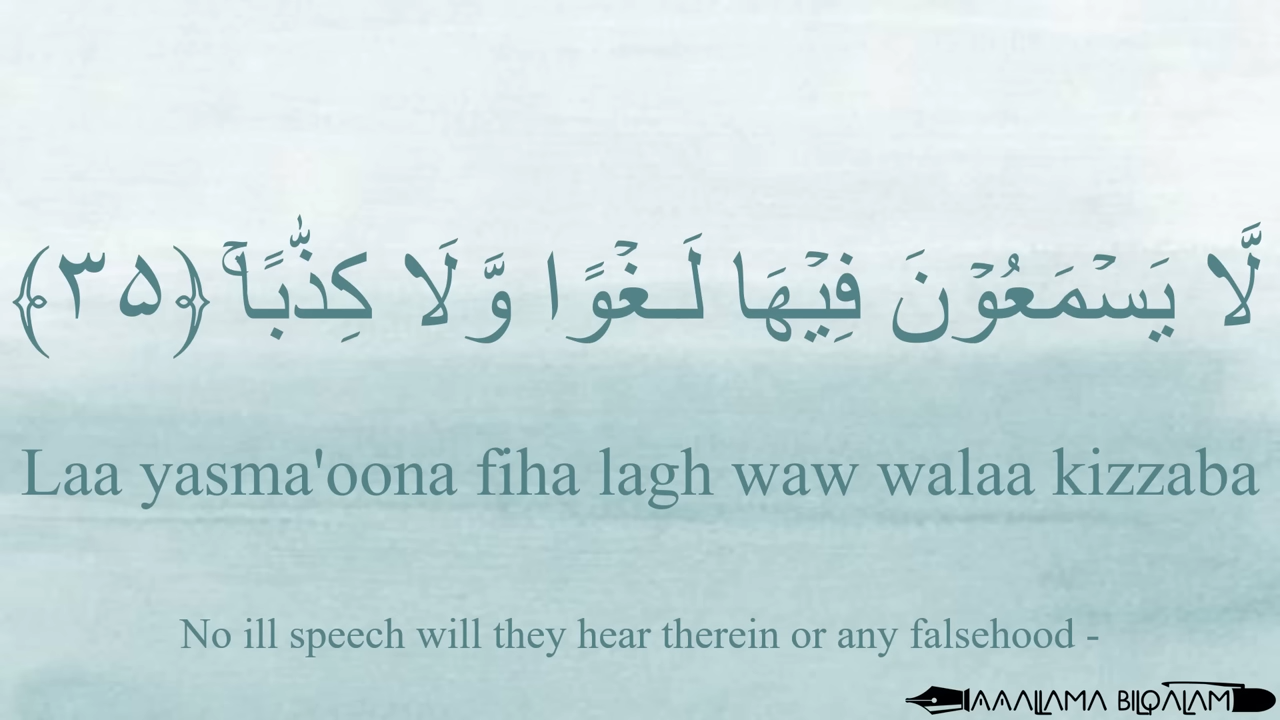 لَّا يَسۡمَعُوۡنَ فِيۡهَا لَـغۡوًا وَّلَا كِذّٰبًا‌ۚ ﴿۳۵﴾
Laa yasma'oona fiha lagh waw walaa kizzaba
No ill speech will they hear therein or any falsehood -
AAALLAMA BILQALAM